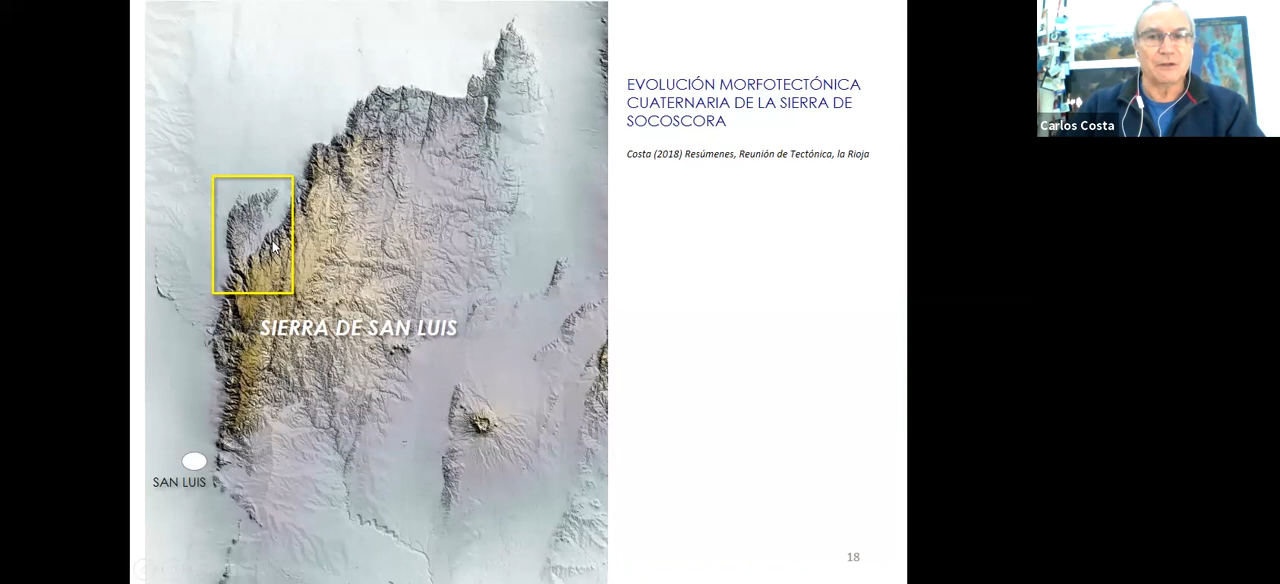 EVOLUCIÓN MORFOTECTÓNICA
CUATERNARIA DE LA SIERRA DE
SOCOSCORA
Costa (2018) Resúmenes, Reunión de Tectónica, la Rioja
Carlos Costa
SIERRA DE SAN LUIS
SAN LUIS
18